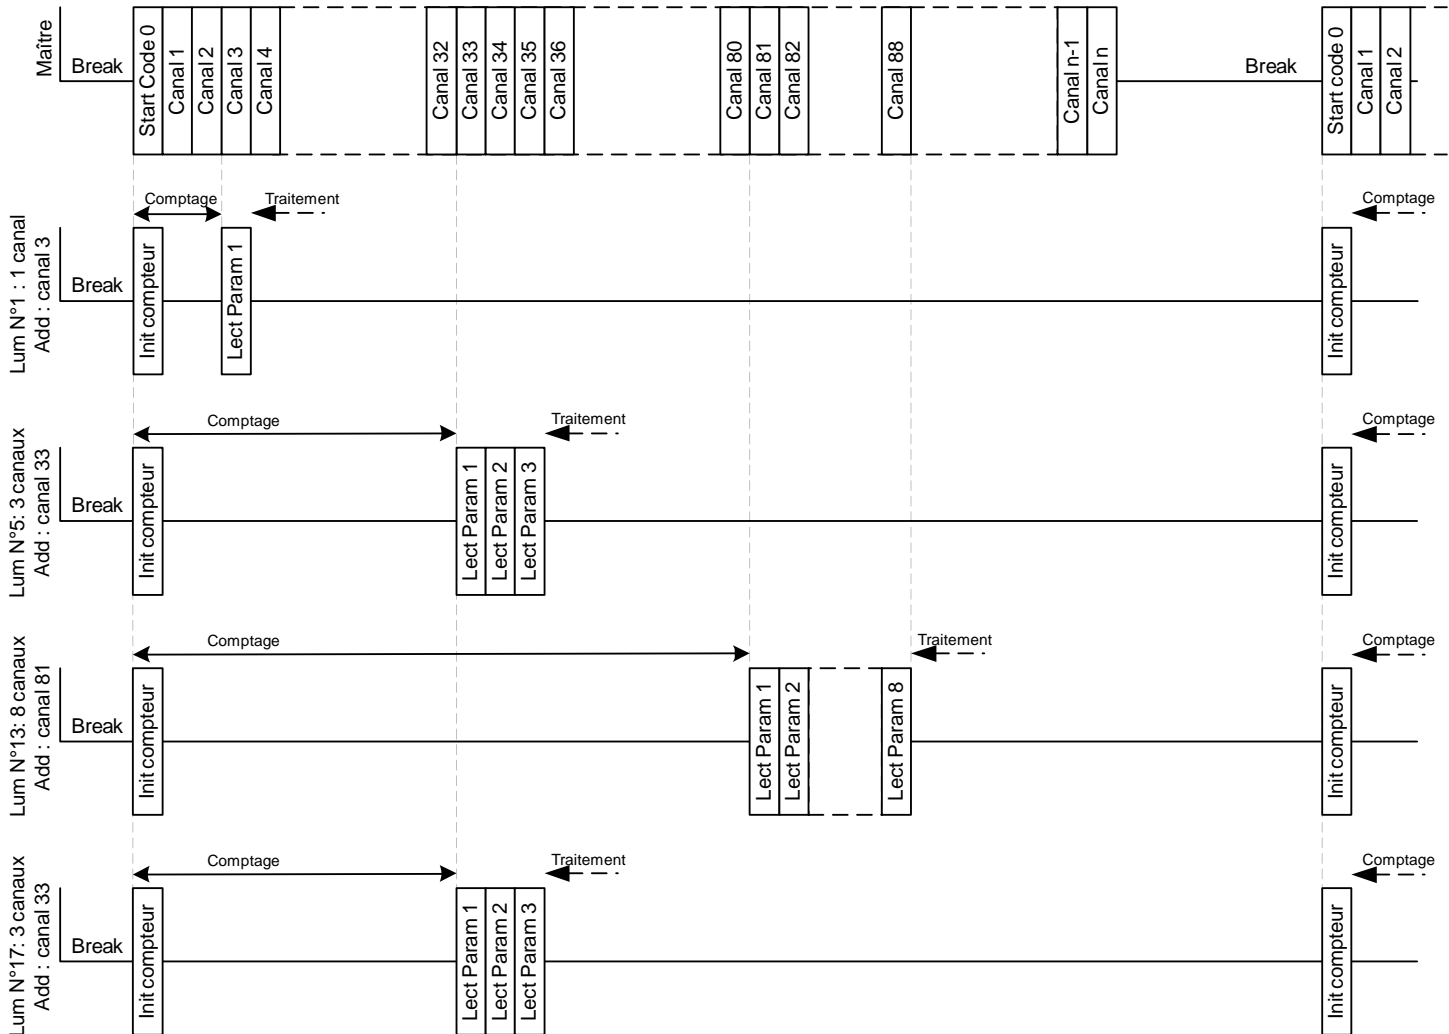 Maître
Break
Start Code 0
Canal 1
Canal 2
Canal 3
Canal 4
Canal 32
Canal 33
Canal 34
Canal 35
Canal 36
Canal 80
Canal 81
Canal 82
Canal 88
Canal n-1
Canal n
Break
Start code 0
Canal 1
Canal 2
Lum N°1 : 1 canal
Add : canal 3
Break
Init compteur
Comptage
Lect Param 1
Traitement
Init compteur
Comptage
Lum N°5: 3 canaux
Add : canal 33
Break
Init compteur
Comptage
Lect Param 1
Lect Param 2
Lect Param 3
Traitement
Init compteur
Comptage
Lum N°13: 8 canaux
Add : canal 81
Break
Init compteur
Comptage
Lect Param 1
Lect Param 2
Lect Param 8
Traitement
Init compteur
Comptage
Lum N°17: 3 canaux
Add : canal 33
Break
Init compteur
Comptage
Lect Param 1
Lect Param 2
Lect Param 3
Traitement
Init compteur
Comptage